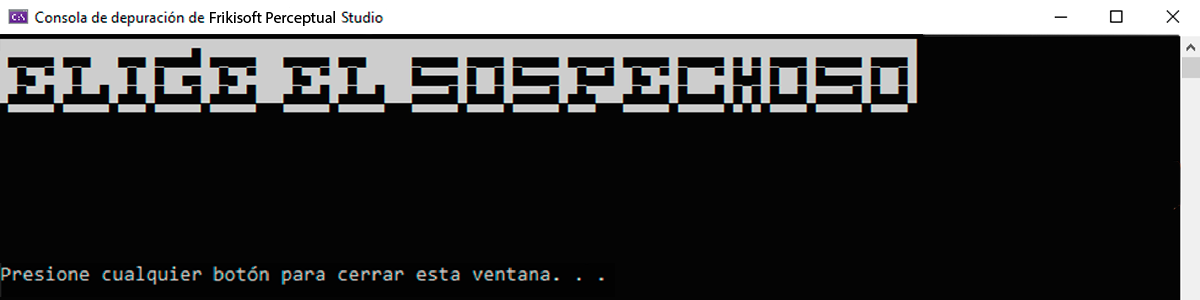 Consola de depuración de Frikisoft Perceptual Studio
ELIGE EL SOSPECHOSO
Presione cualquier botón para cerrar esta ventana. . .